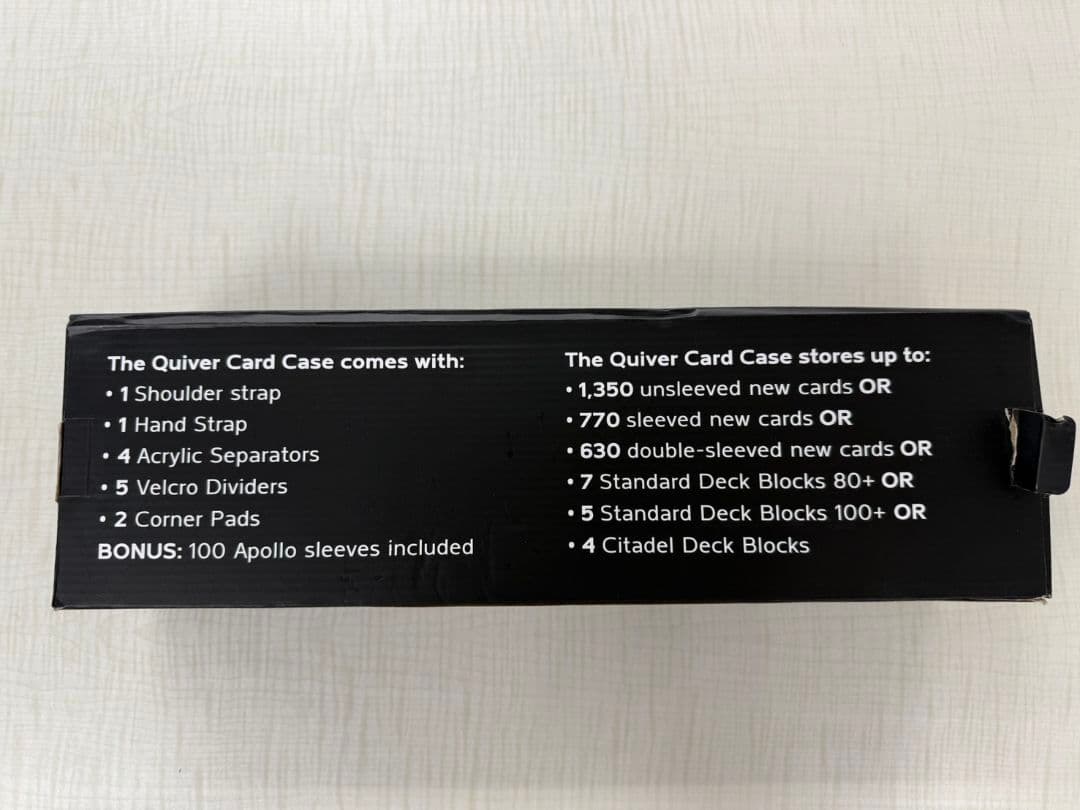 The Quiver Card Case comes with:
• 1 Shoulder strap
• 1 Hand Strap
• 4 Acrylic Separators
• 5 Velcro Dividers
• 2 Corner Pads
BONUS: 100 Apollo sleeves included
The Quiver Card Case stores up to:
• 1,350 unsleeved new cards OR
• 770 sleeved new cards OR
• 630 double-sleeved new cards OR
• 7 Standard Deck Blocks 80+ OR
• 5 Standard Deck Blocks 100+ OR
• 4 Citadel Deck Blocks